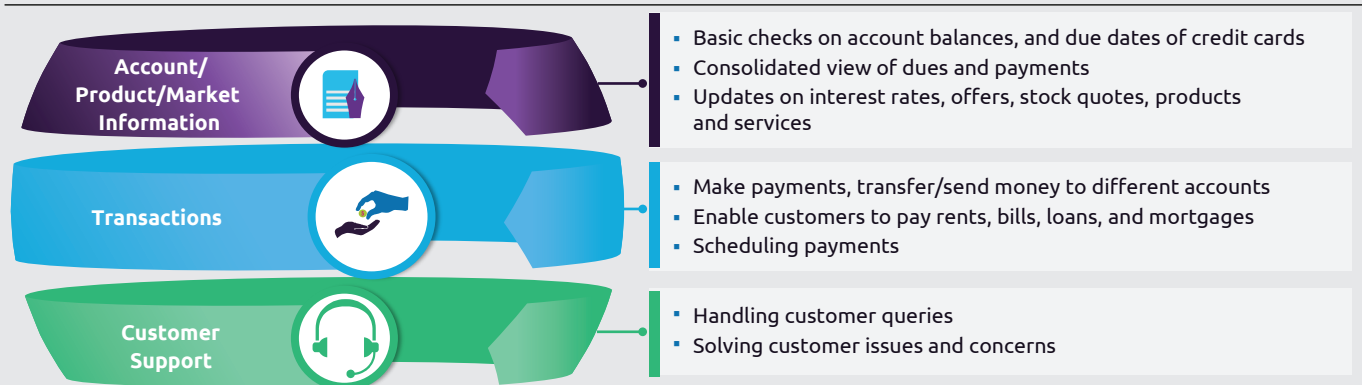 Account/
Product/Market
Information
▪ Basic checks on account balances, and due dates of credit cards
▪ Consolidated view of dues and payments
▪ Updates on interest rates, offers, stock quotes, products
and services
Transactions
▪ Make payments, transfer/send money to different accounts
▪ Enable customers to pay rents, bills, loans, and mortgages
▪ Scheduling payments
Customer
Support
▪ Handling customer queries
▪ Solving customer issues and concerns